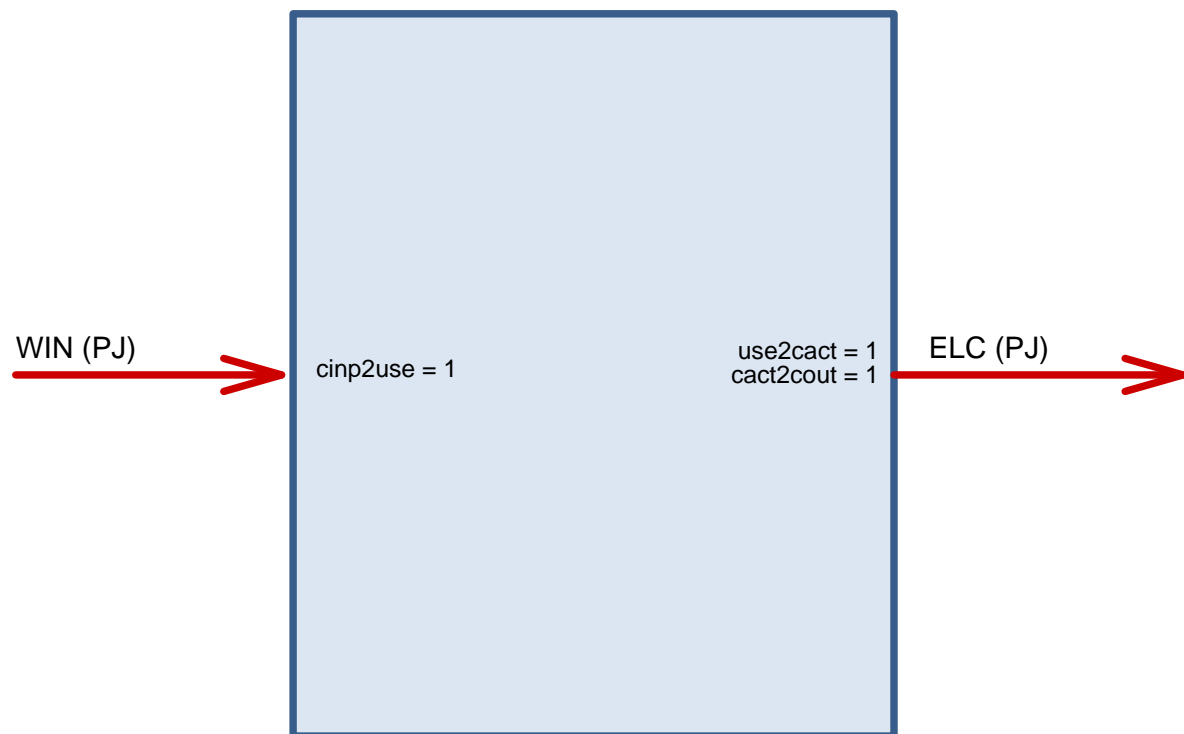 WIN (PJ)
cinp2use = 1
use2cact = 1
cact2cout = 1
ELC (PJ)